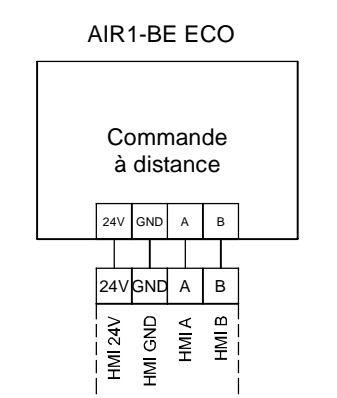 AIR1-BE ECO
Commande
à distance
24V GND A B
24V GND A B
HMI 24V
HMI GND
HMI A
HMI B